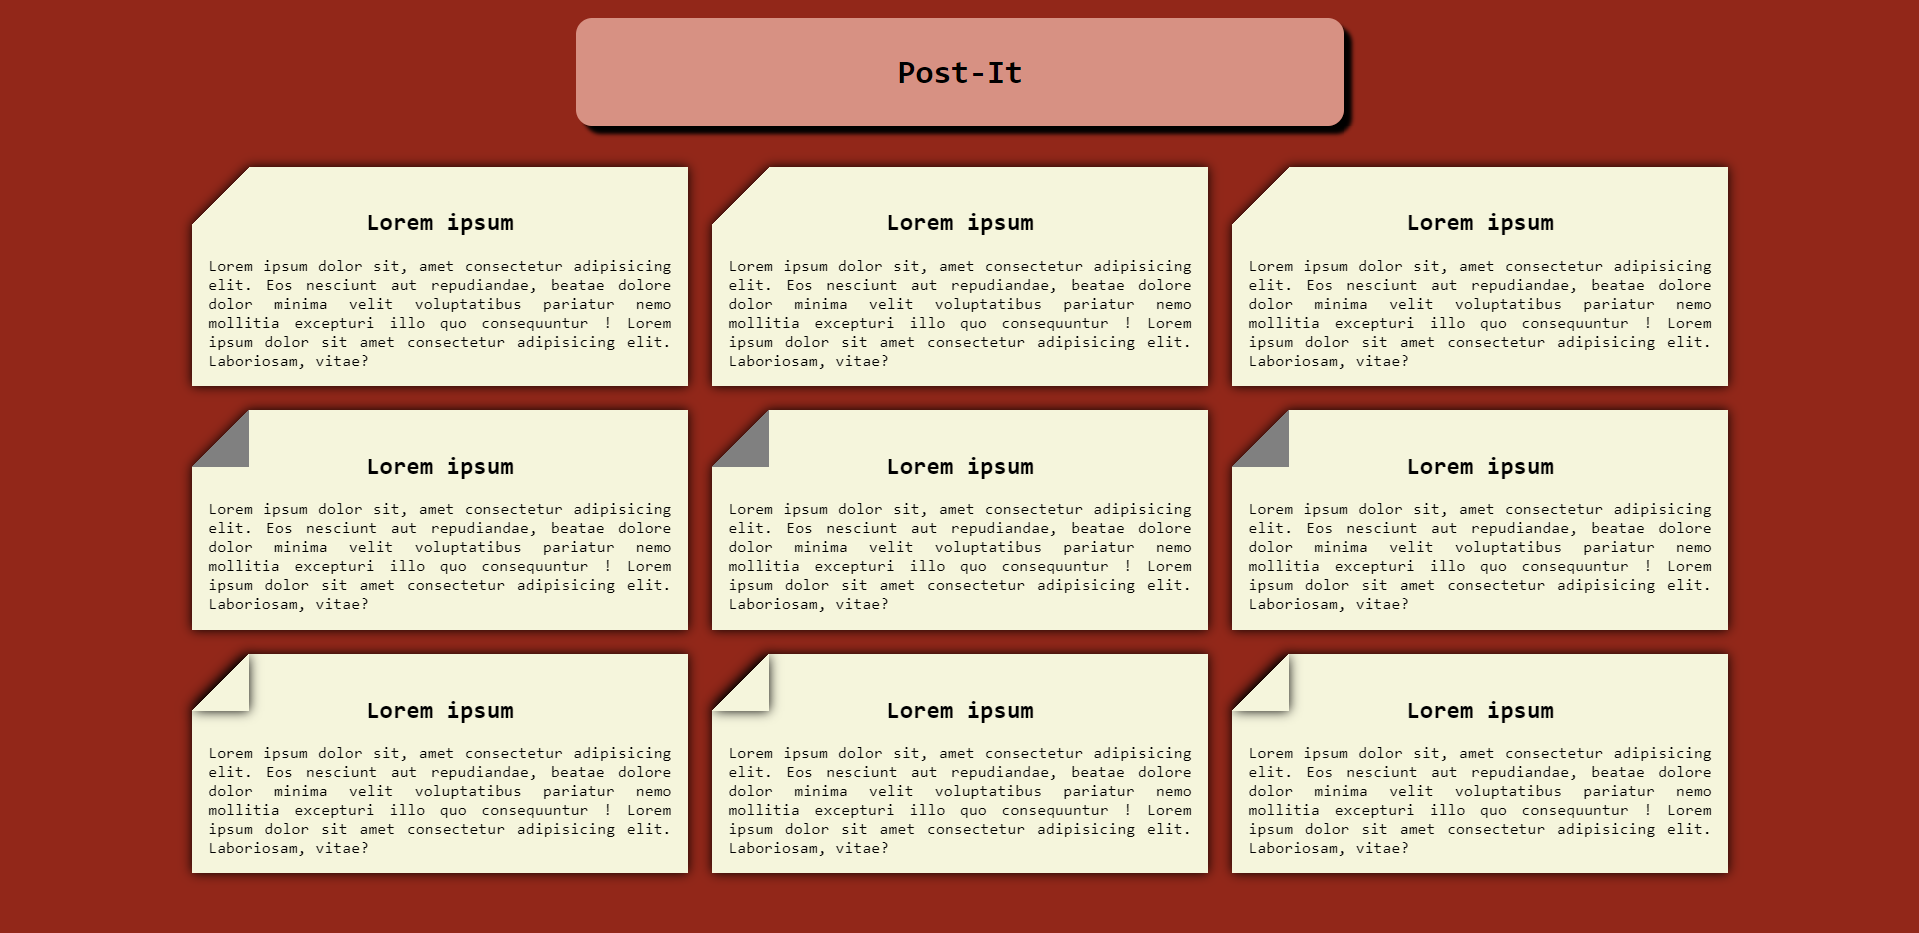 Post-It
Lorem ipsum
Lorem ipsum dolor sit, amet consectetur adipisicing
elit. Eos nesciunt aut repudiandae, beatae dolore
dolor minima velit voluptatibus pariatur nemo
mollitia excepturi illo quo consequuntur ! Lorem
ipsum dolor sit amet consectetur adipisicing elit.
Laboriosam, vitae?
Lorem ipsum
Lorem ipsum dolor sit, amet consectetur adipisicing
elit. Eos nesciunt aut repudiandae, beatae dolore
dolor minima velit voluptatibus pariatur nemo
mollitia excepturi illo quo consequuntur ! Lorem
ipsum dolor sit amet consectetur adipisicing elit.
Laboriosam, vitae?
Lorem ipsum
Lorem ipsum dolor sit, amet consectetur adipisicing
elit. Eos nesciunt aut repudiandae, beatae dolore
dolor minima velit voluptatibus pariatur nemo
mollitia excepturi illo quo consequuntur ! Lorem
ipsum dolor sit amet consectetur adipisicing elit.
Laboriosam, vitae?
Lorem ipsum
Lorem ipsum dolor sit, amet consectetur adipisicing
elit. Eos nesciunt aut repudiandae, beatae dolore
dolor minima velit voluptatibus pariatur nemo
mollitia excepturi illo quo consequuntur ! Lorem
ipsum dolor sit amet consectetur adipisicing elit.
Laboriosam, vitae?
Lorem ipsum
Lorem ipsum dolor sit, amet consectetur adipisicing
elit. Eos nesciunt aut repudiandae, beatae dolore
dolor minima velit voluptatibus pariatur nemo
mollitia excepturi illo quo consequuntur ! Lorem
ipsum dolor sit amet consectetur adipisicing elit.
Laboriosam, vitae?
Lorem ipsum
Lorem ipsum dolor sit, amet consectetur adipisicing
elit. Eos nesciunt aut repudiandae, beatae dolore
dolor minima velit voluptatibus pariatur nemo
mollitia excepturi illo quo consequuntur ! Lorem
ipsum dolor sit amet consectetur adipisicing elit.
Laboriosam, vitae?
Lorem ipsum
Lorem ipsum dolor sit, amet consectetur adipisicing
elit. Eos nesciunt aut repudiandae, beatae dolore
dolor minima velit voluptatibus pariatur nemo
mollitia excepturi illo quo consequuntur ! Lorem
ipsum dolor sit amet consectetur adipisicing elit.
Laboriosam, vitae?
Lorem ipsum
Lorem ipsum dolor sit, amet consectetur adipisicing
elit. Eos nesciunt aut repudiandae, beatae dolore
dolor minima velit voluptatibus pariatur nemo
mollitia excepturi illo quo consequuntur ! Lorem
ipsum dolor sit amet consectetur adipisicing elit.
Laboriosam, vitae?
Lorem ipsum
Lorem ipsum dolor sit, amet consectetur adipisicing
elit. Eos nesciunt aut repudiandae, beatae dolore
dolor minima velit voluptatibus pariatur nemo
mollitia excepturi illo quo consequuntur ! Lorem
ipsum dolor sit amet consectetur adipisicing elit.
Laboriosam, vitae?